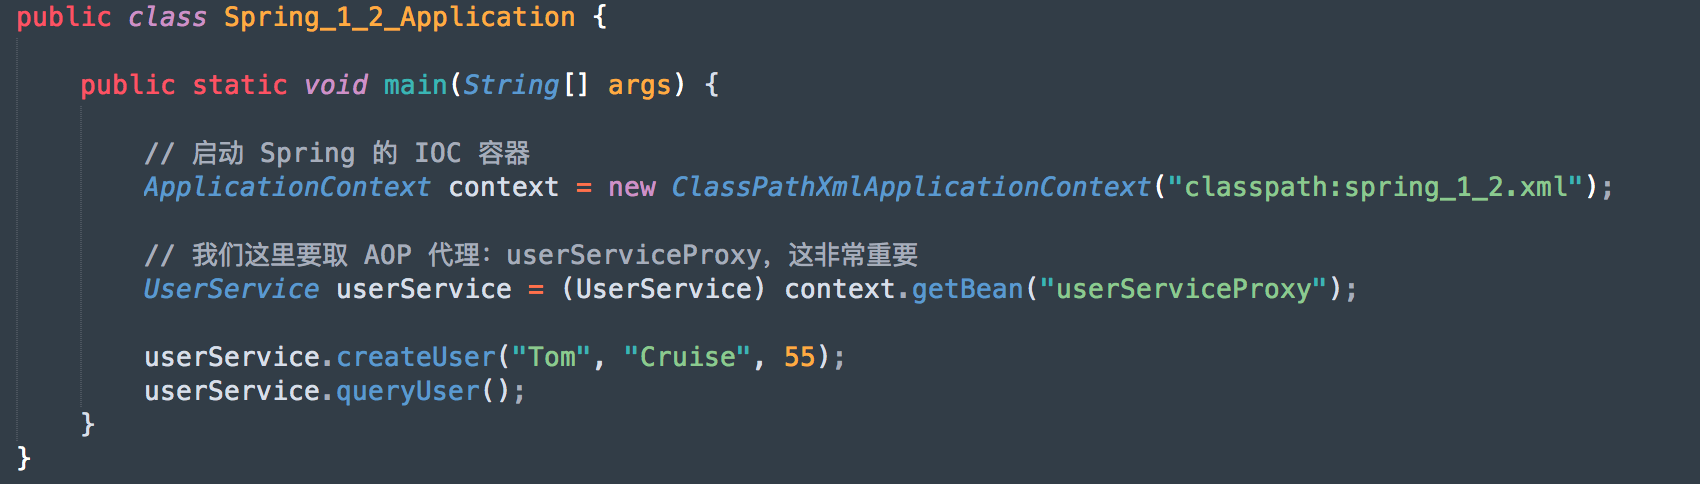 public class Spring_1_2_Application {
public static void main(String[] args) {
// 启动 Spring 的 IOC 容器
ApplicationContext context = new ClassPathXmlApplicationContext("classpath:spring_1_2.xml");
// 我们这里要取 AOP 代理：userServiceProxy，这非常重要
UserService userService = (UserService) context.getBean("userServiceProxy");
userService.createUser("Tom", "Cruise", 55);
userService.queryUser();
}
}